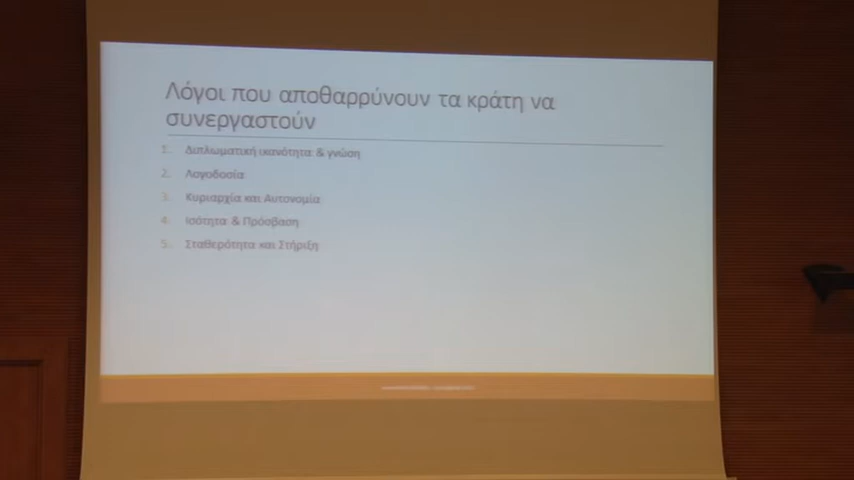 Λόγοι που αποθαρρύνουν τα κράτη να
συνεργαστούν
1. Διπλωματική ικανότητα & γνώση
2. Λογοδοσία
3. Κυριαρχία και Αυτονομία
4. Ισότητα & Πρόσβαση
5. Σταθερότητα και Στήριξη